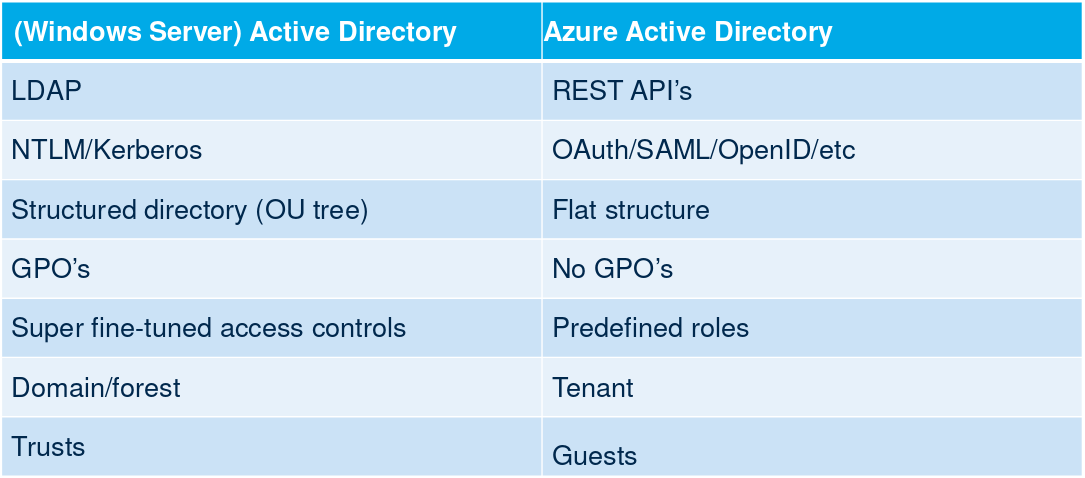 (Windows Server) Active Directory
Azure Active Directory
LDAP
REST API’s
NTLM/Kerberos
OAuth/SAML/OpenID/etc
Structured directory (OU tree)
Flat structure
GPO’s
No GPO’s
Super fine-tuned access controls
Predefined roles
Domain/forest
Tenant
Trusts
Guests